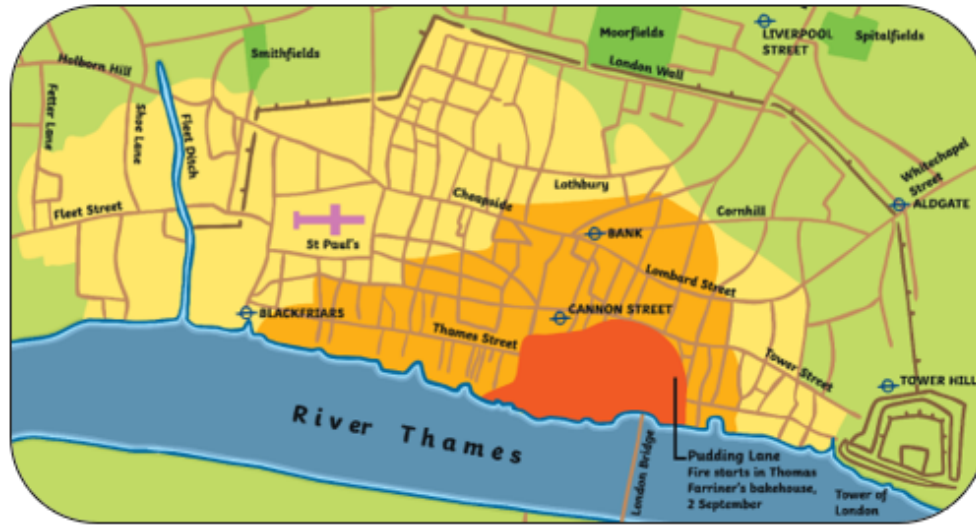 Smithfields
Moorfields
LIVERPOOL
STREET
Spitalfields
Holborn Hill
London Wall
Fetter Lane
Shoe Lane
Fleet Ditch
Whitechapel
Street
ALDGATE
Fleet Street
Cheapside
Lothbury
Cornhill
St Paul's
BANK
Lombard Street
BLACKFRIARS
CANNON STREET
Thames Street
Tower Street
TOWER HILL
River Thames
London Bridge
Pudding Lane
Fire starts in Thomas
Farriner's bakehouse,
2 September
Tower of
London